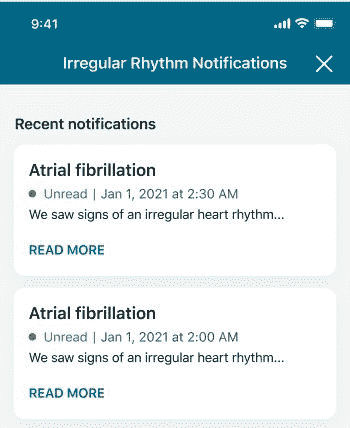 9:41
Irregular Rhythm Notifications
Recent notifications
Atrial fibrillation
Unread | Jan 1, 2021 at 2:30 AM
We saw signs of an irregular heart rhythm...
READ MORE
Atrial fibrillation
Unread | Jan 1, 2021 at 2:00 AM
We saw signs of an irregular heart rhythm...
READ MORE